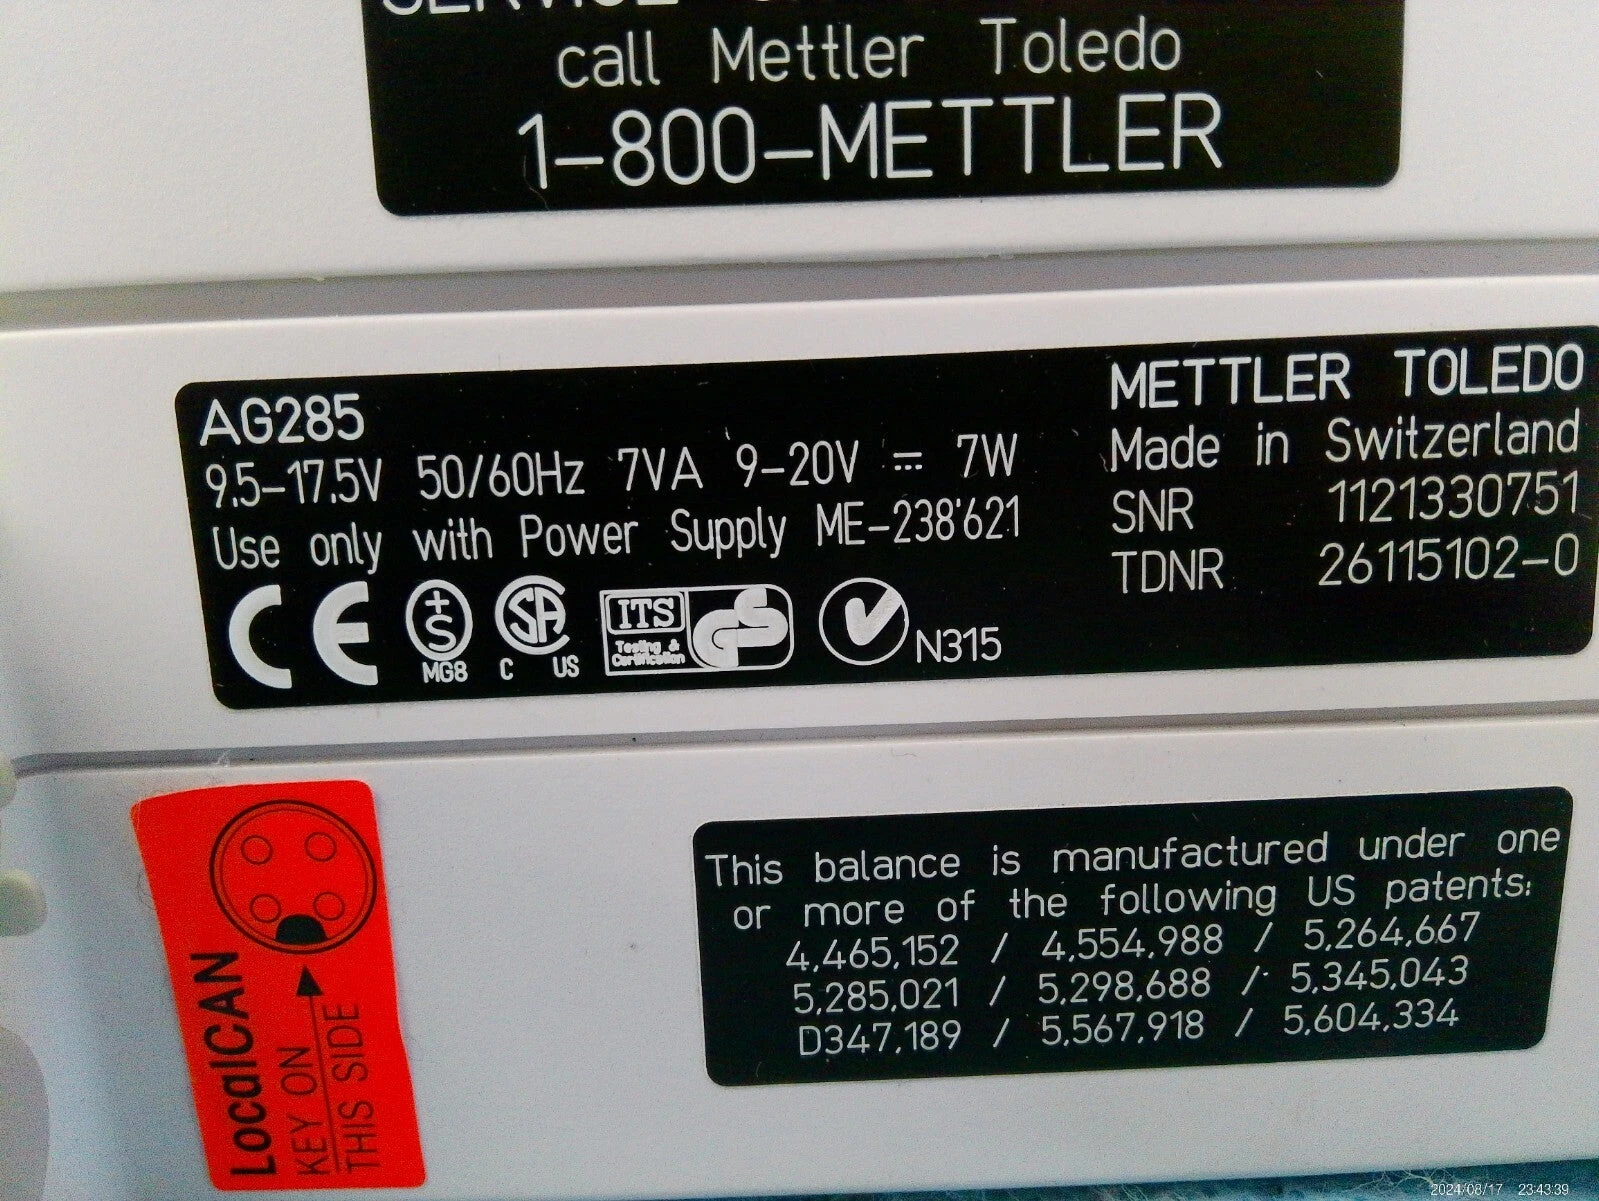 SERVICE
call Mettler Toledo
1-800-METTLER
AG285
9.5-17.5V 50/60Hz 7VA 9-20V ⎓ 7W
Use only with Power Supply ME-238'621
METTLER TOLEDO
Made in Switzerland
SNR 1121330751
TDNR 26115102-0
CE
+S
MG8
SA
C US
ITS
Testing &
Certification
GS
N315
LocalCAN
KEY ON
THIS SIDE
This balance is manufactured under one
or more of the following US patents:
4,465,152 / 4,554,988 / 5,264,667
5,285,021 / 5,298,688 / 5,345,043
D347,189 / 5,567,918 / 5,604,334
2024/08/17 23:43:39